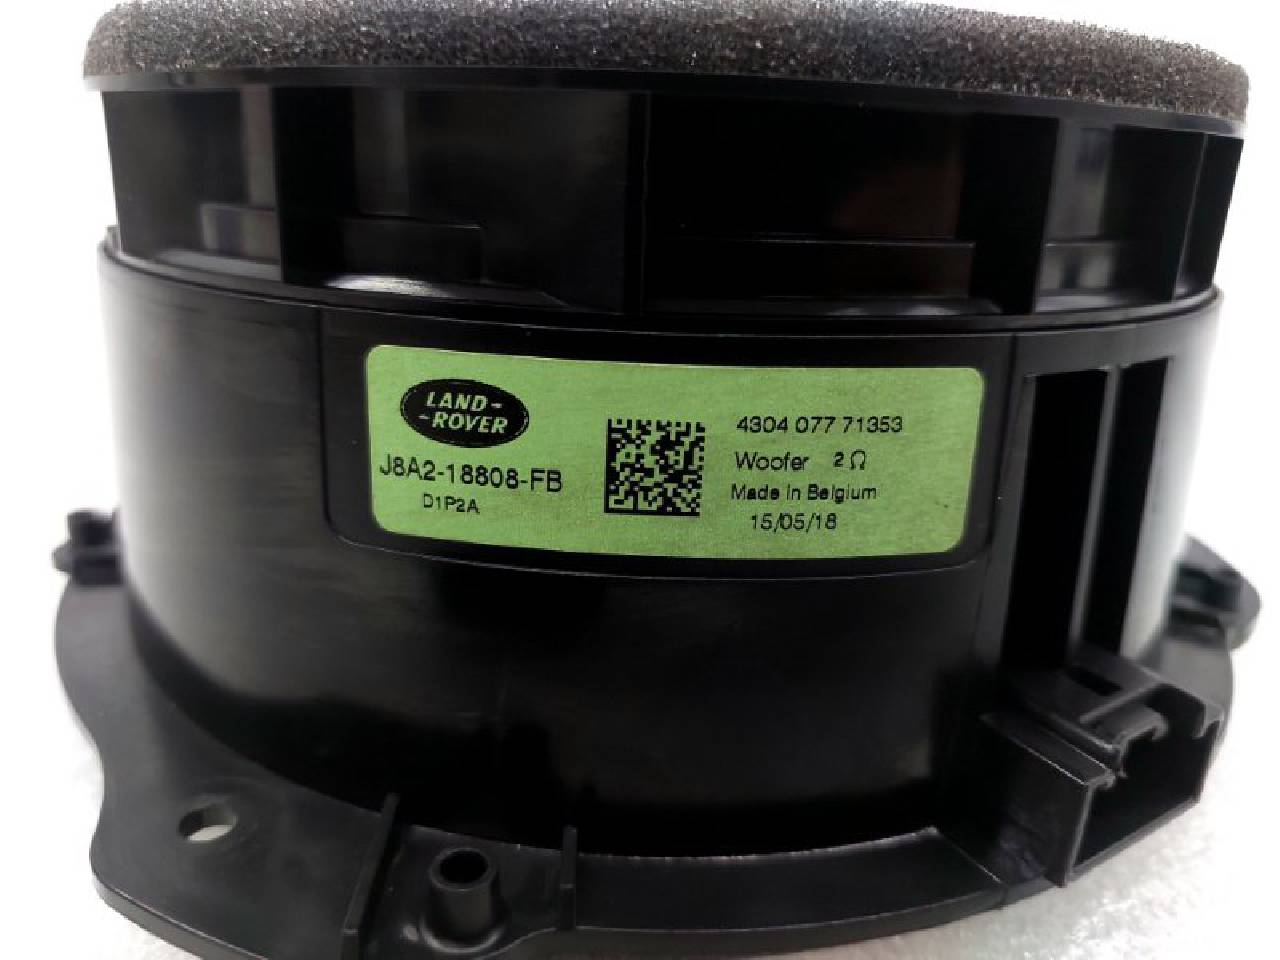 LAND-
-ROVER
J8A2-18808-FB
D1P2A
4304 077 71353
Woofer 2Ω
Made in Belgium
15/05/18